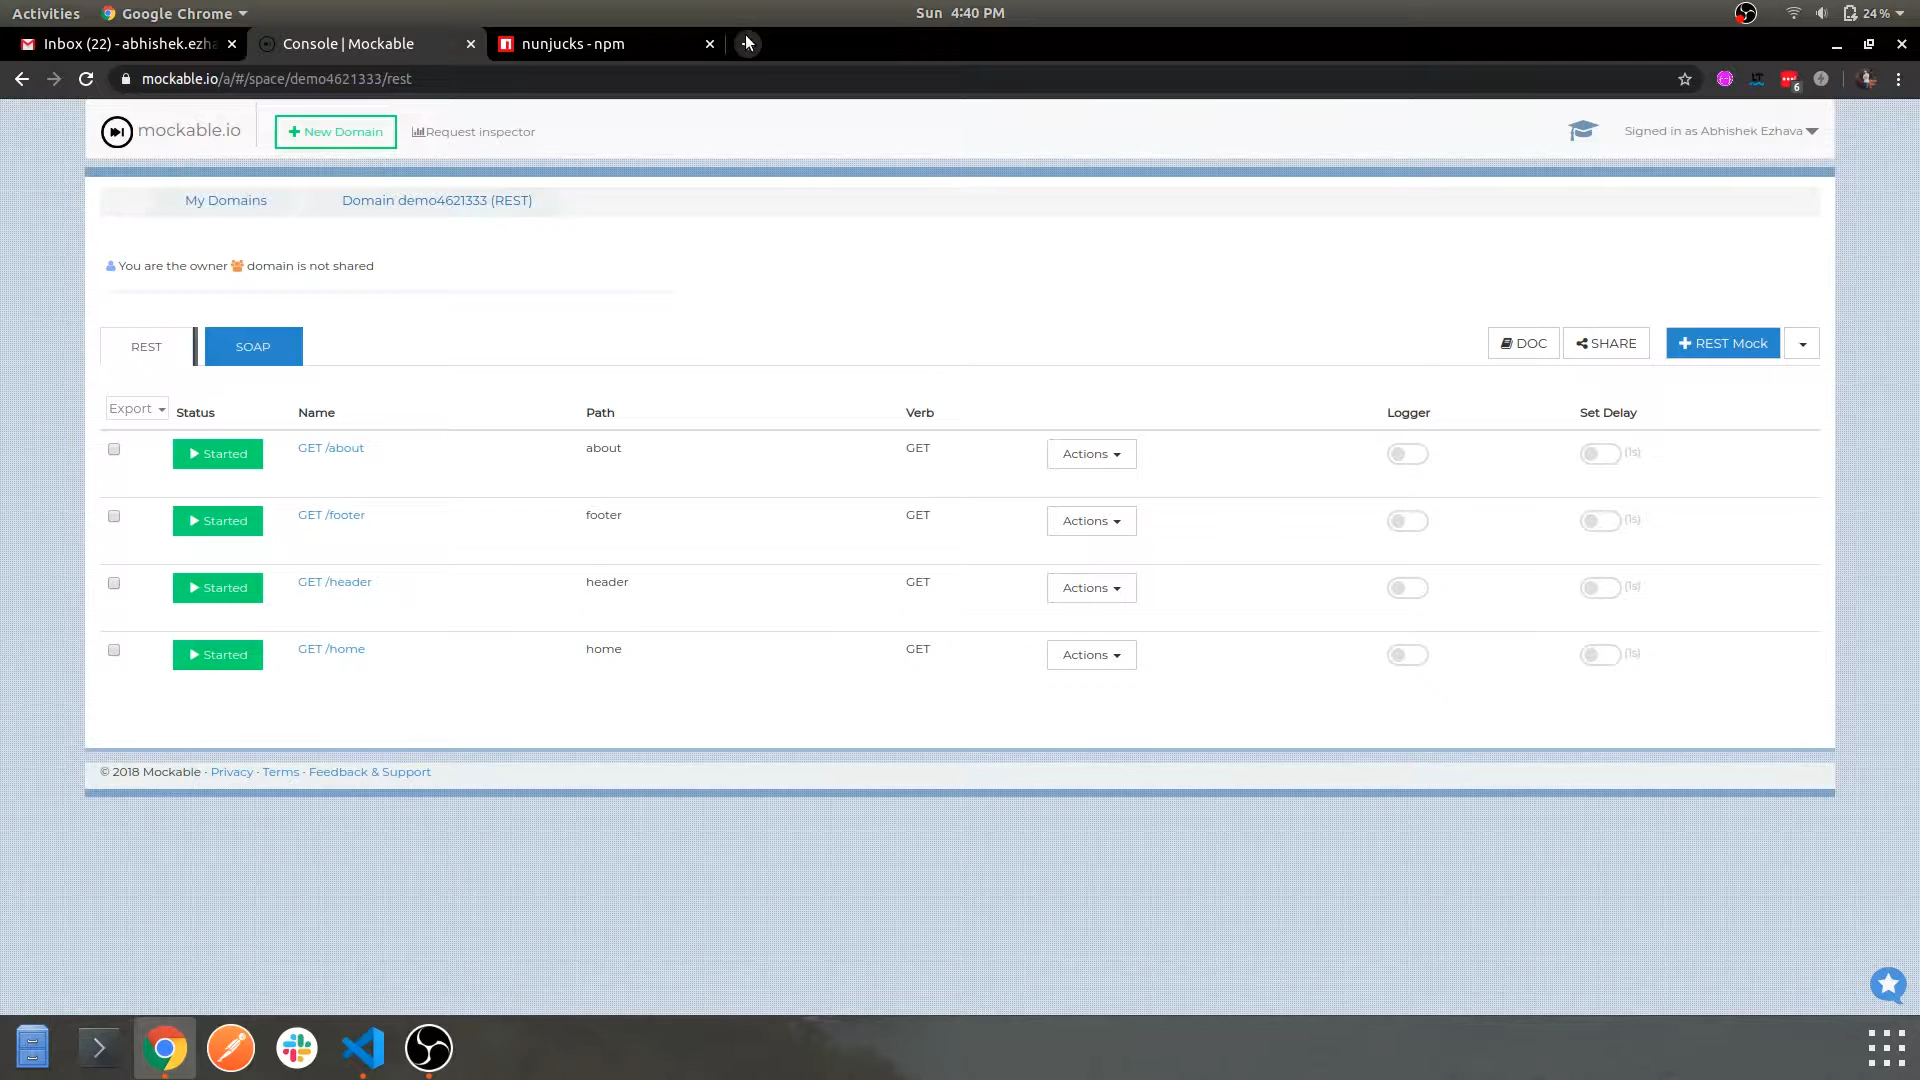 Activities Google Chrome Sun 4:40 PM 24%
Inbox (22) - abhishek.ezha Console | Mockable nunjucks - npm
mockable.io/a/#/space/demo4621333/rest 6
mockable.io New Domain Request inspector Signed in as Abhishek Ezhava
My Domains Domain demo4621333 (REST)
You are the owner domain is not shared
REST SOAP DOC SHARE REST Mock
Export Status Name Path Verb Logger Set Delay
Started GET /about about GET Actions (1s)
Started GET /footer footer GET Actions (1s)
Started GET /header header GET Actions (1s)
Started GET /home home GET Actions (1s)
© 2018 Mockable · Privacy · Terms · Feedback & Support